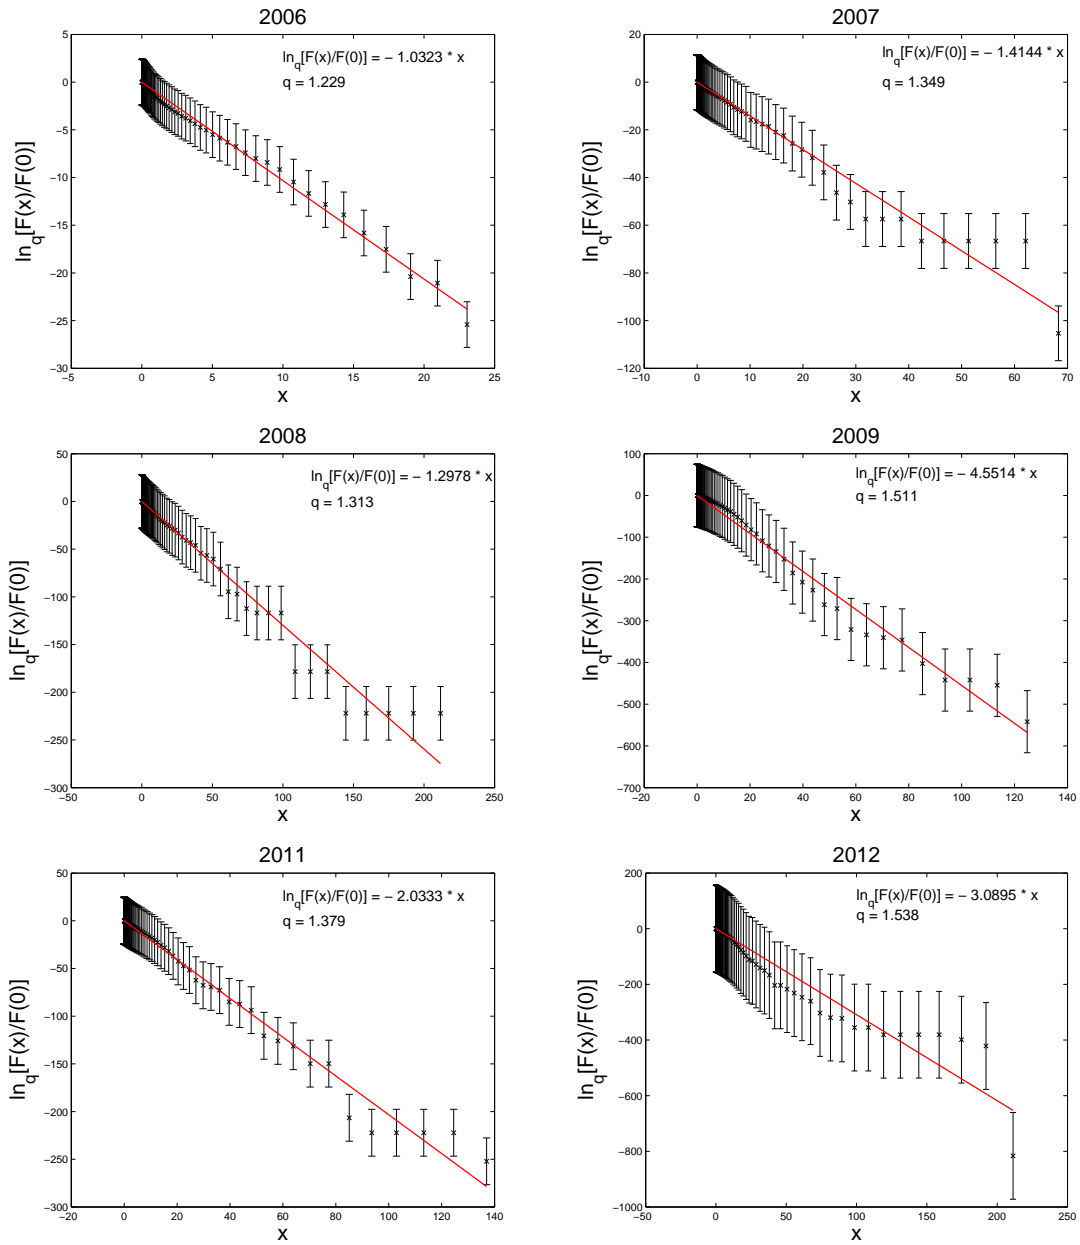 2006
ln_q[F(x)/F(0)] = − 1.0323 * x
q = 1.229
5
0
−5
−10
−15
−20
−25
−30
ln_q[F(x)/F(0)]
−5 0 5 10 15 20 25
x
2007
ln_q[F(x)/F(0)] = − 1.4144 * x
q = 1.349
20
0
−20
−40
−60
−80
−100
−120
ln_q[F(x)/F(0)]
−10 0 10 20 30 40 50 60 70
x
2008
ln_q[F(x)/F(0)] = − 1.2978 * x
q = 1.313
50
0
−50
−100
−150
−200
−250
−300
ln_q[F(x)/F(0)]
−50 0 50 100 150 200 250
x
2009
ln_q[F(x)/F(0)] = − 4.5514 * x
q = 1.511
100
0
−100
−200
−300
−400
−500
−600
−700
ln_q[F(x)/F(0)]
−20 0 20 40 60 80 100 120 140
x
2011
ln_q[F(x)/F(0)] = − 2.0333 * x
q = 1.379
50
0
−50
−100
−150
−200
−250
−300
ln_q[F(x)/F(0)]
0 20 40 60 80 100 120 140
x
2012
ln_q[F(x)/F(0)] = − 3.0895 * x
q = 1.538
200
0
−200
−400
−600
−800
−1000
ln_q[F(x)/F(0)]
−50 0 50 100 150 200 250
x